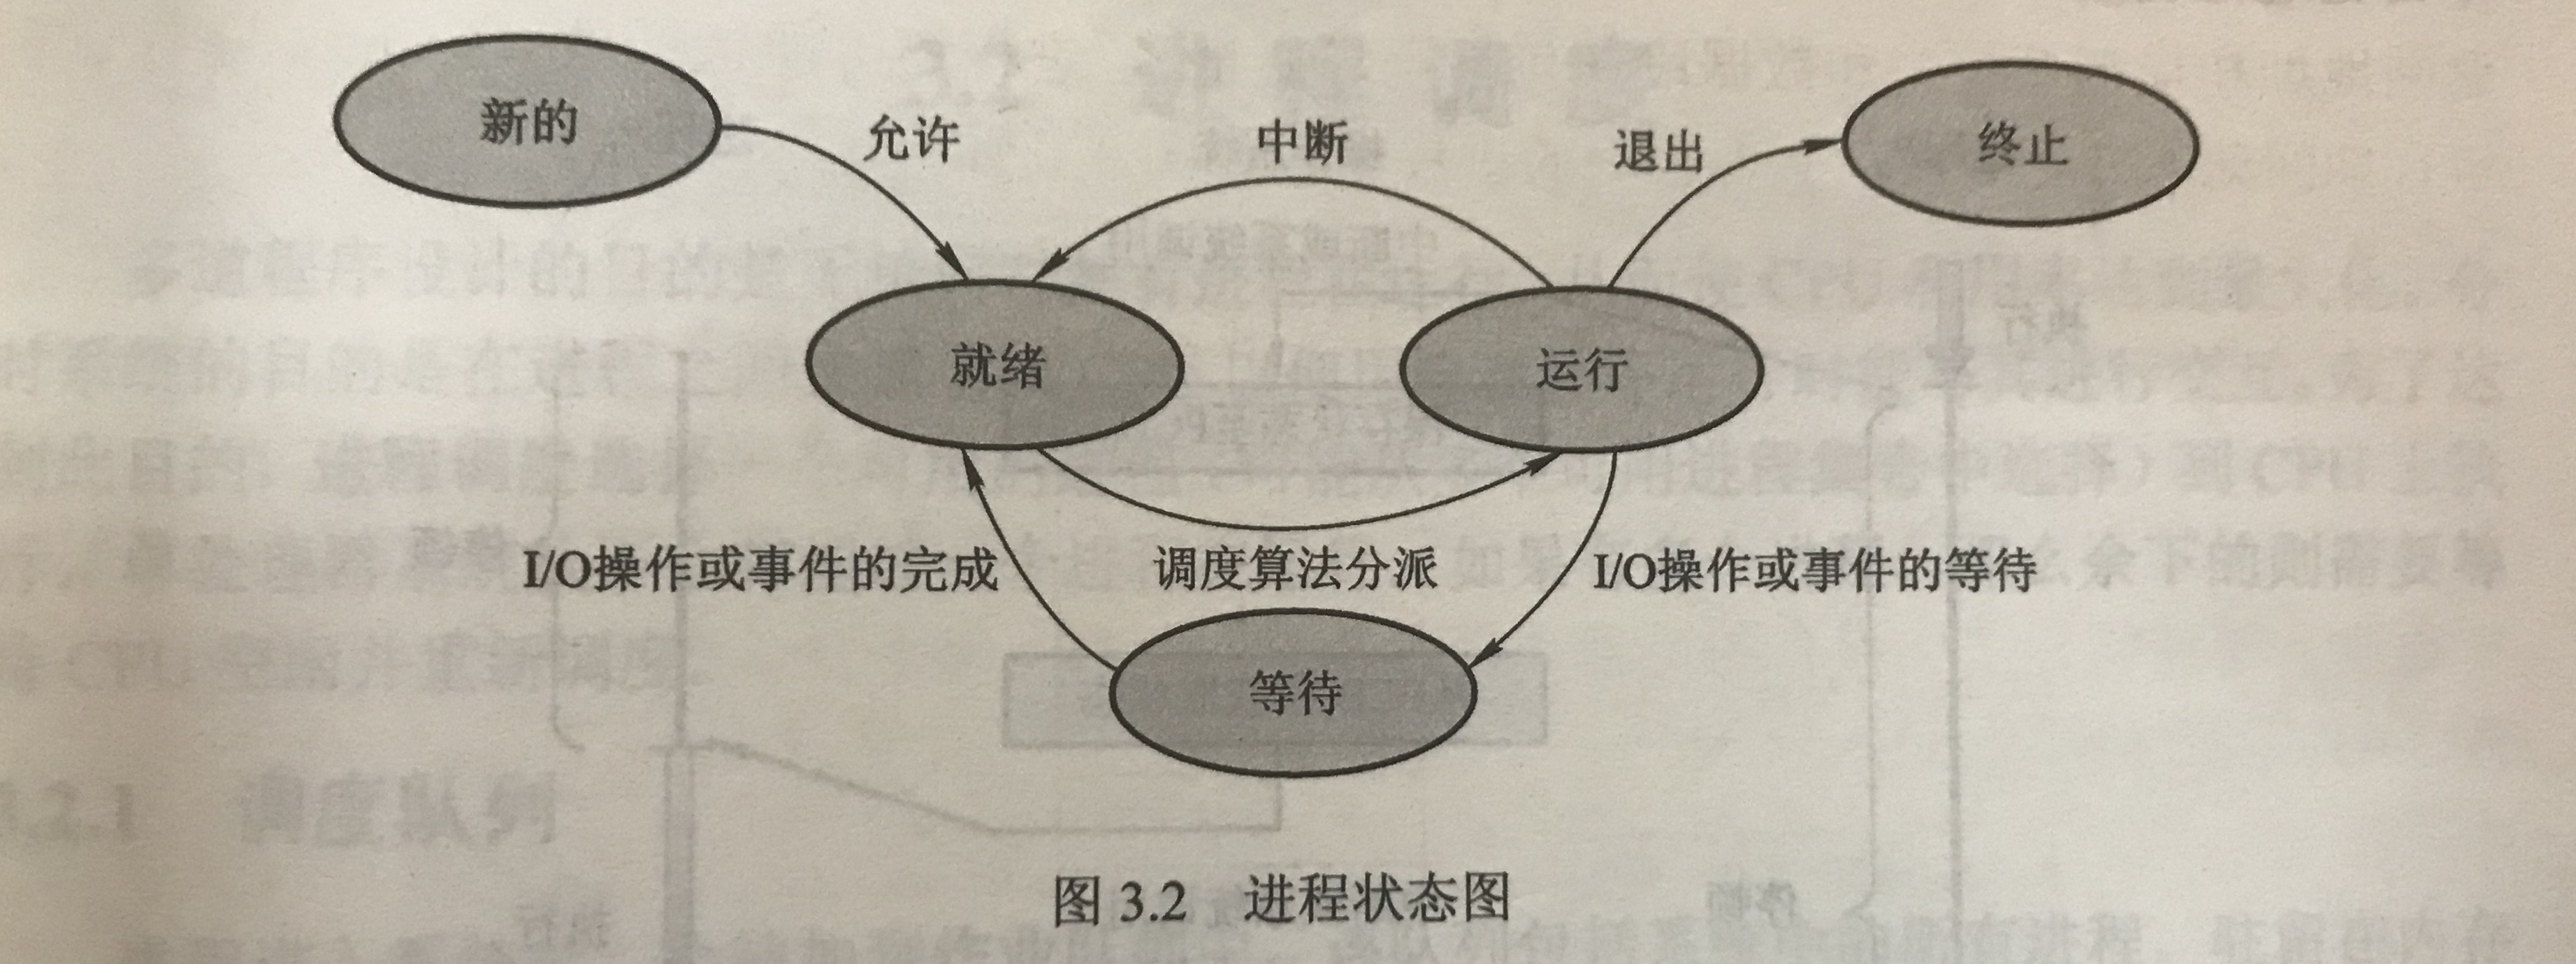 新的
允许
中断
退出
终止
就绪
运行
I/O操作或事件的完成
调度算法分派
I/O操作或事件的等待
等待
图 3.2 进程状态图